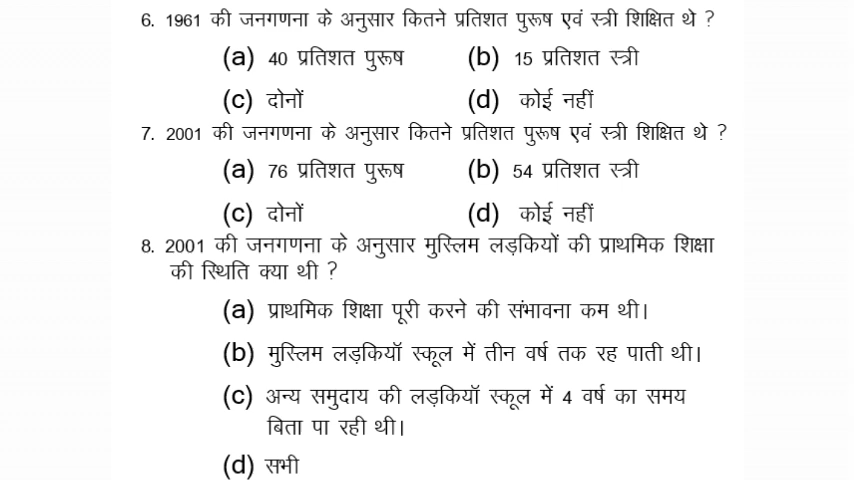 6. 1961 की जनगणना के अनुसार कितने प्रतिशत पुरूष एवं स्त्री शिक्षित थे ?
(a) 40 प्रतिशत पुरूष (b) 15 प्रतिशत स्त्री
(c) दोनों (d) कोई नहीं
7. 2001 की जनगणना के अनुसार कितने प्रतिशत पुरूष एवं स्त्री शिक्षित थे ?
(a) 76 प्रतिशत पुरूष (b) 54 प्रतिशत स्त्री
(c) दोनों (d) कोई नहीं
8. 2001 की जनगणना के अनुसार मुस्लिम लड़कियों की प्राथमिक शिक्षा
की स्थिति क्या थी ?
(a) प्राथमिक शिक्षा पूरी करने की संभावना कम थी।
(b) मुस्लिम लड़कियॉ स्कूल में तीन वर्ष तक रह पाती थी।
(c) अन्य समुदाय की लड़कियॉ स्कूल में 4 वर्ष का समय
बिता पा रही थी।
(d) सभी